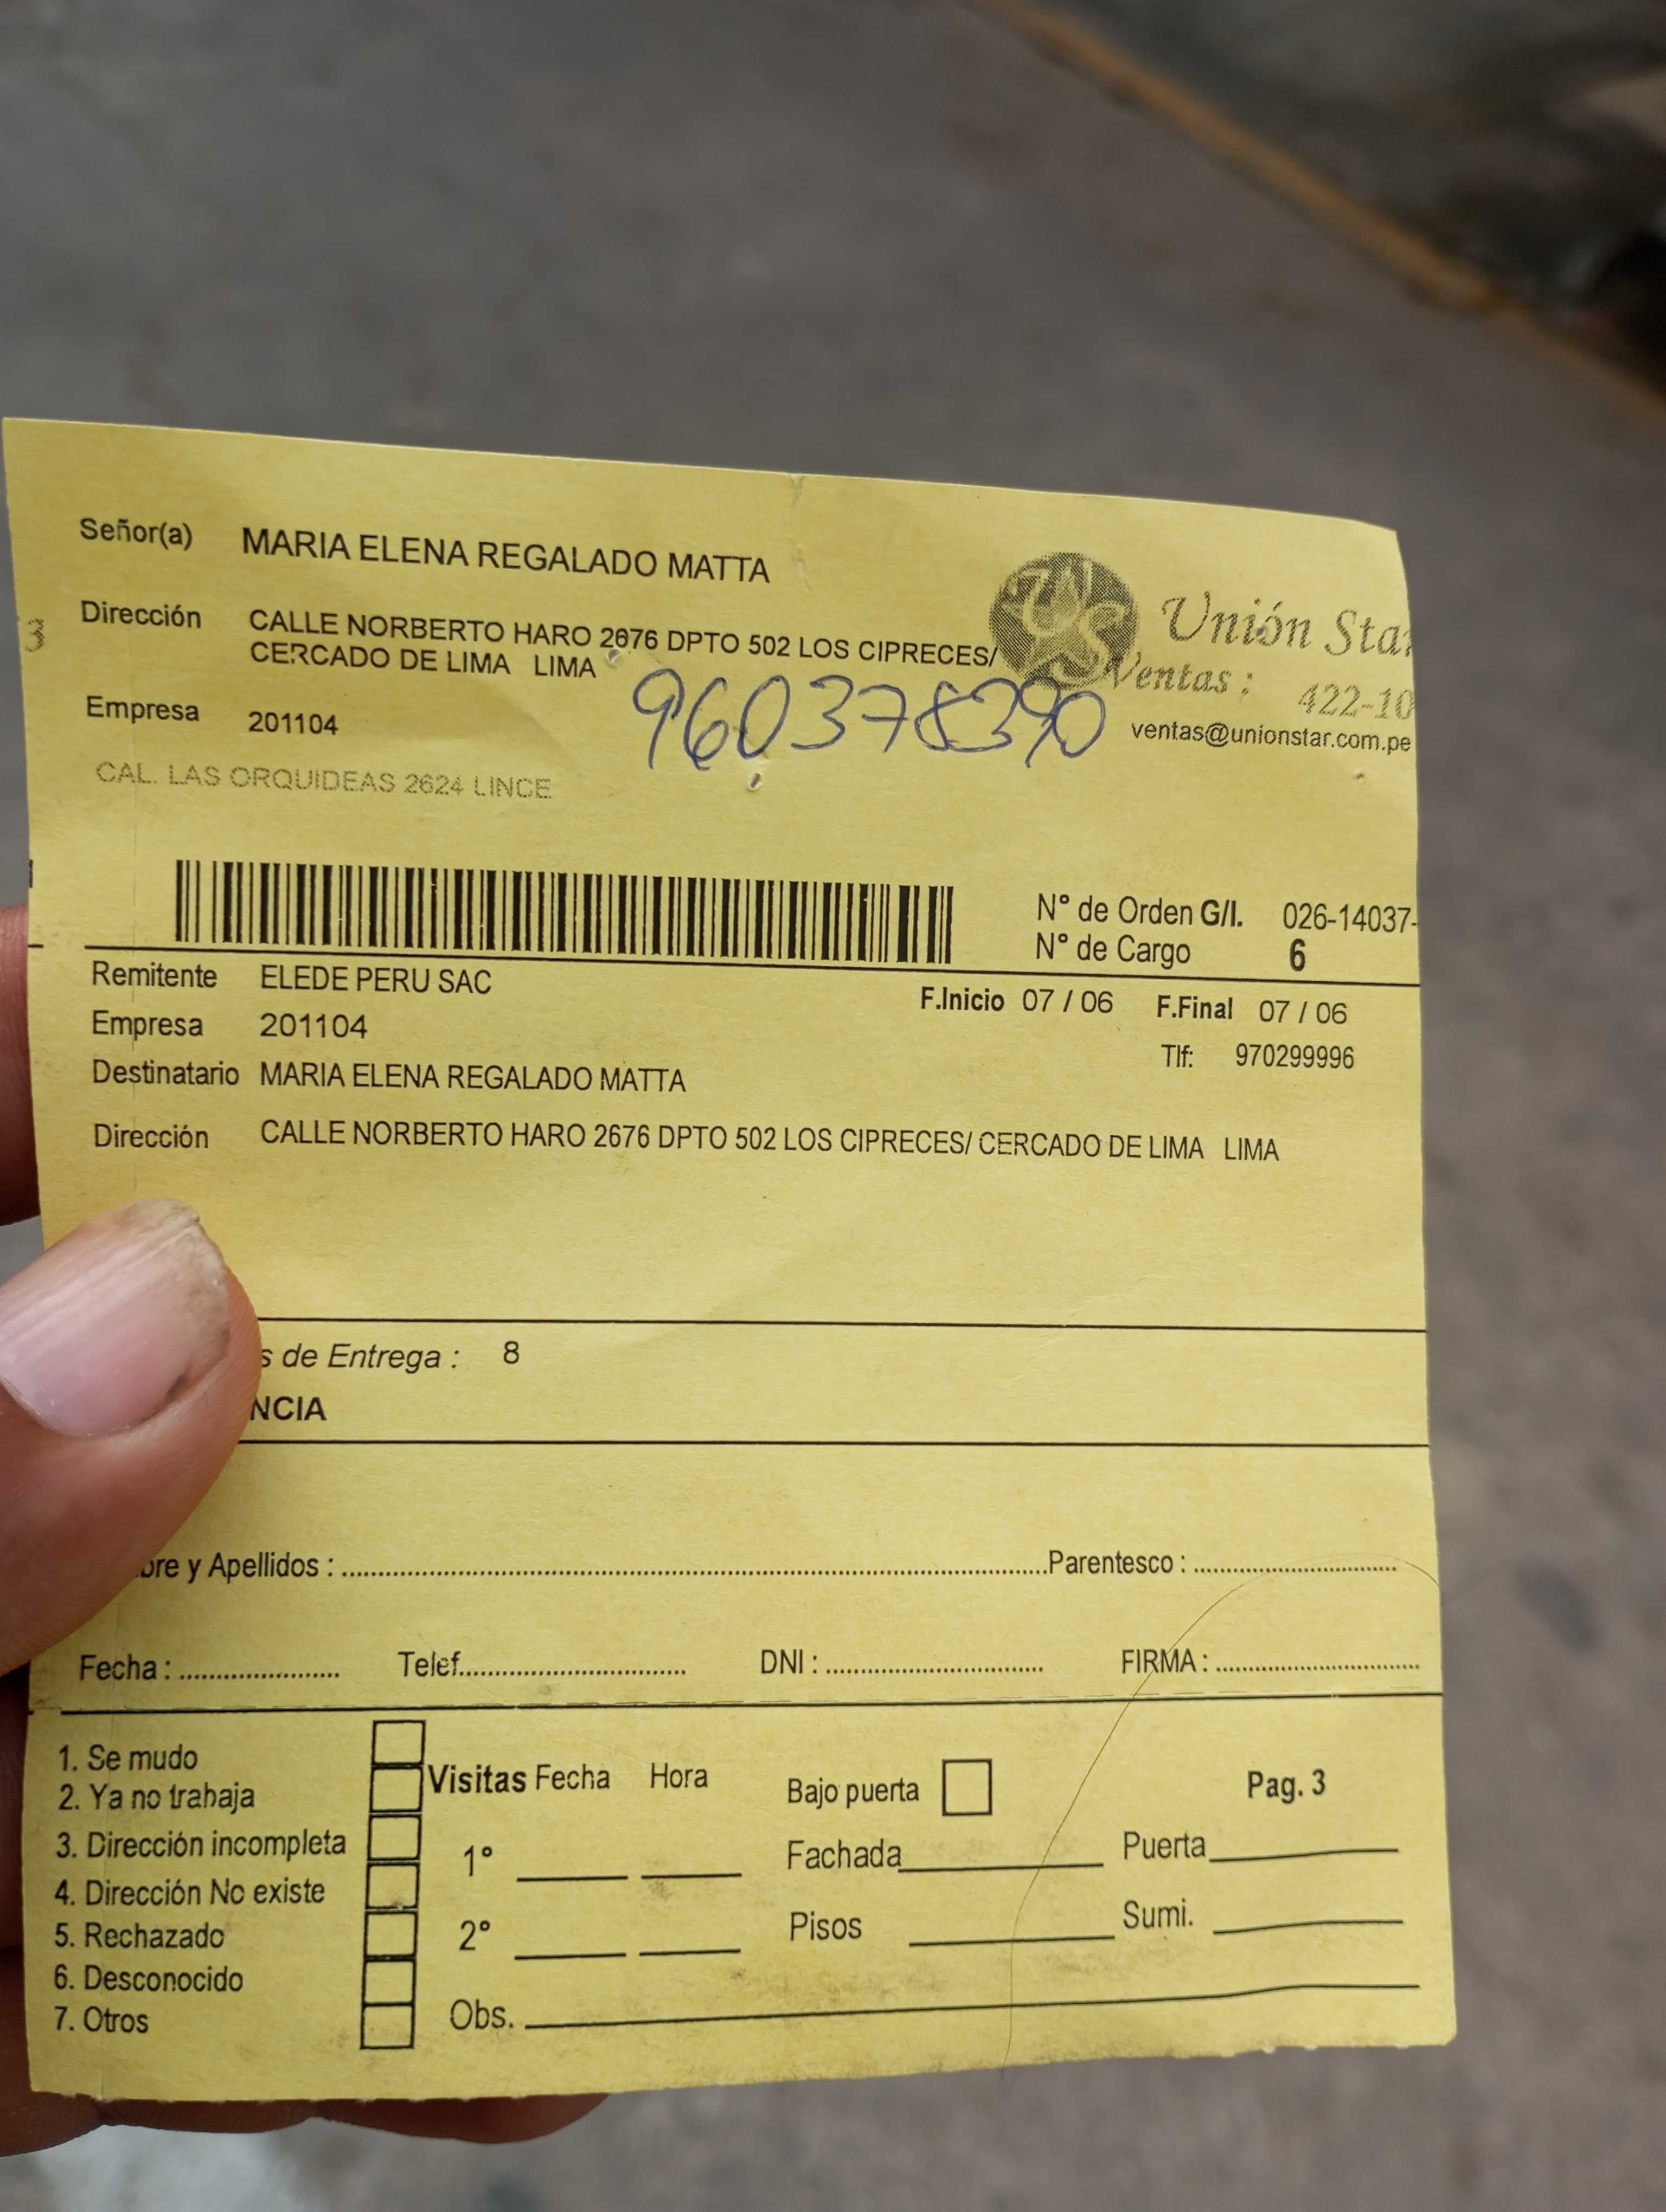 Señor(a) MARIA ELENA REGALADO MATTA
Dirección CALLE NORBERTO HARO 2676 DPTO 502 LOS CIPRECES/
CERCADO DE LIMA LIMA
3
Unión Star
Ventas : 422-10
ventas@unionstar.com.pe
Empresa 201104
960378390
CAL. LAS ORQUIDEAS 2624 LINCE
N° de Orden G/I. 026-14037-
N° de Cargo 6
Remitente ELEDE PERU SAC
F.Inicio 07 / 06 F.Final 07 / 06
Empresa 201104
Tlf: 970299996
Destinatario MARIA ELENA REGALADO MATTA
Dirección CALLE NORBERTO HARO 2676 DPTO 502 LOS CIPRECES/ CERCADO DE LIMA LIMA
s de Entrega : 8
NCIA
bre y Apellidos : Parentesco :
Fecha : Telef. DNI : FIRMA :
1. Se mudo
2. Ya no trabaja
3. Dirección incompleta
4. Dirección No existe
5. Rechazado
6. Desconocido
7. Otros
Visitas Fecha Hora
1°
2°
Obs.
Bajo puerta
Fachada
Pisos
Pag. 3
Puerta
Sumi.